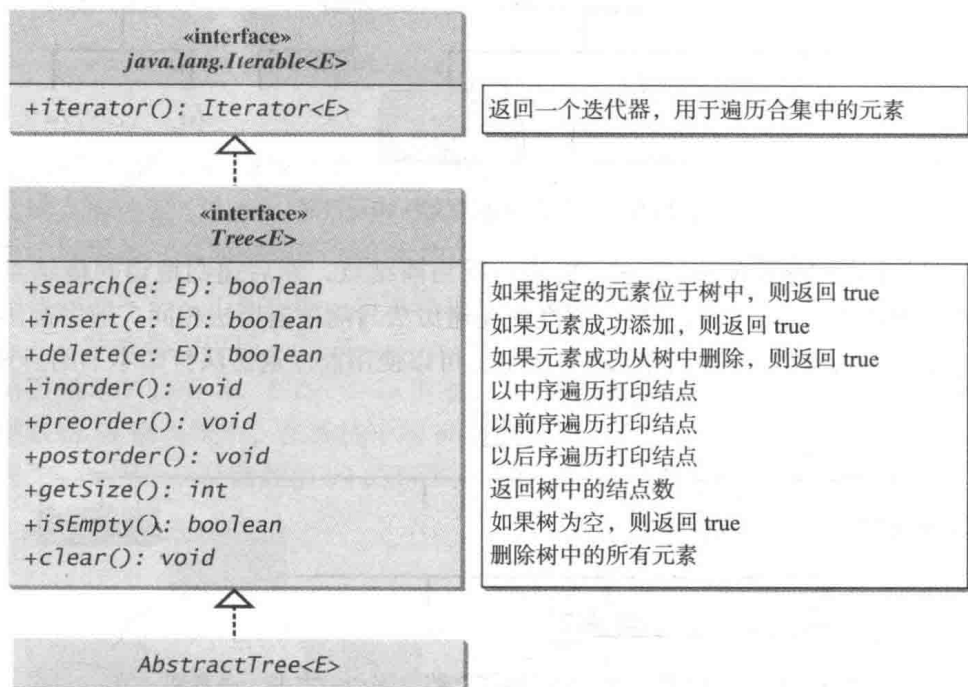 «interface»
java.lang.Iterable<E>
+iterator(): Iterator<E>
返回一个迭代器，用于遍历合集中的元素
«interface»
Tree<E>
+search(e: E): boolean
+insert(e: E): boolean
+delete(e: E): boolean
+inorder(): void
+preorder(): void
+postorder(): void
+getSize(): int
+isEmpty(): boolean
+clear(): void
如果指定的元素位于树中，则返回 true
如果元素成功添加，则返回 true
如果元素成功从树中删除，则返回 true
以中序遍历打印结点
以前序遍历打印结点
以后序遍历打印结点
返回树中的结点数
如果树为空，则返回 true
删除树中的所有元素
AbstractTree<E>